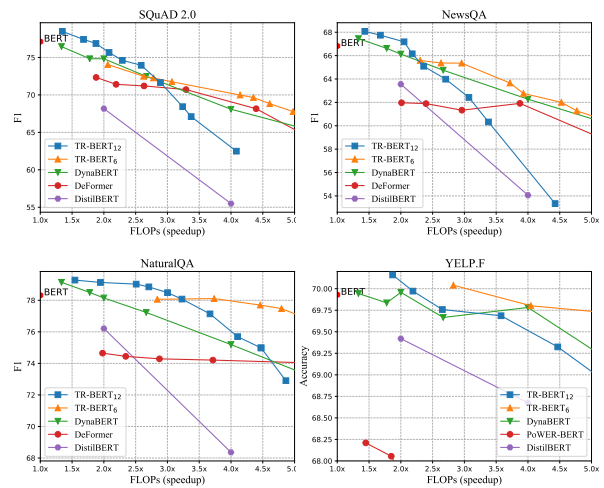 SQuAD 2.0
BERT
F1
75
70
65
60
55
TR-BERT12
TR-BERT6
DynaBERT
DeFormer
DistilBERT
1.0x 1.5x 2.0x 2.5x 3.0x 3.5x 4.0x 4.5x 5.0x
FLOPs (speedup)
NewsQA
BERT
F1
68
66
64
62
60
58
56
54
TR-BERT12
TR-BERT6
DynaBERT
DeFormer
DistilBERT
1.0x 1.5x 2.0x 2.5x 3.0x 3.5x 4.0x 4.5x 5.0x
FLOPs (speedup)
NaturalQA
BERT
F1
78
76
74
72
70
68
TR-BERT12
TR-BERT6
DynaBERT
DeFormer
DistilBERT
1.0x 1.5x 2.0x 2.5x 3.0x 3.5x 4.0x 4.5x 5.0x
FLOPs (speedup)
YELP.F
BERT
Accuracy
70.00
69.75
69.50
69.25
69.00
68.75
68.50
68.25
68.00
TR-BERT12
TR-BERT6
DynaBERT
PoWER-BERT
DistilBERT
1.0x 1.5x 2.0x 2.5x 3.0x 3.5x 4.0x 4.5x 5.0x
FLOPs (speedup)